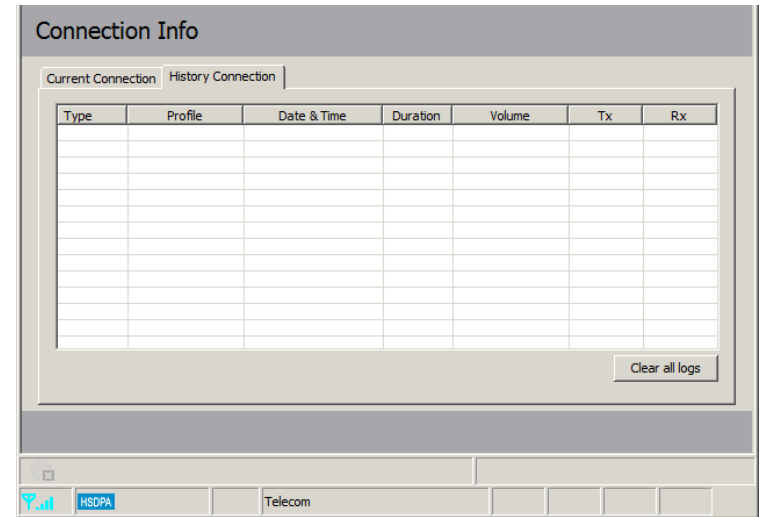 Connection Info
Current Connection History Connection
Type Profile Date & Time Duration Volume Tx Rx
Clear all logs
HSDPA Telecom